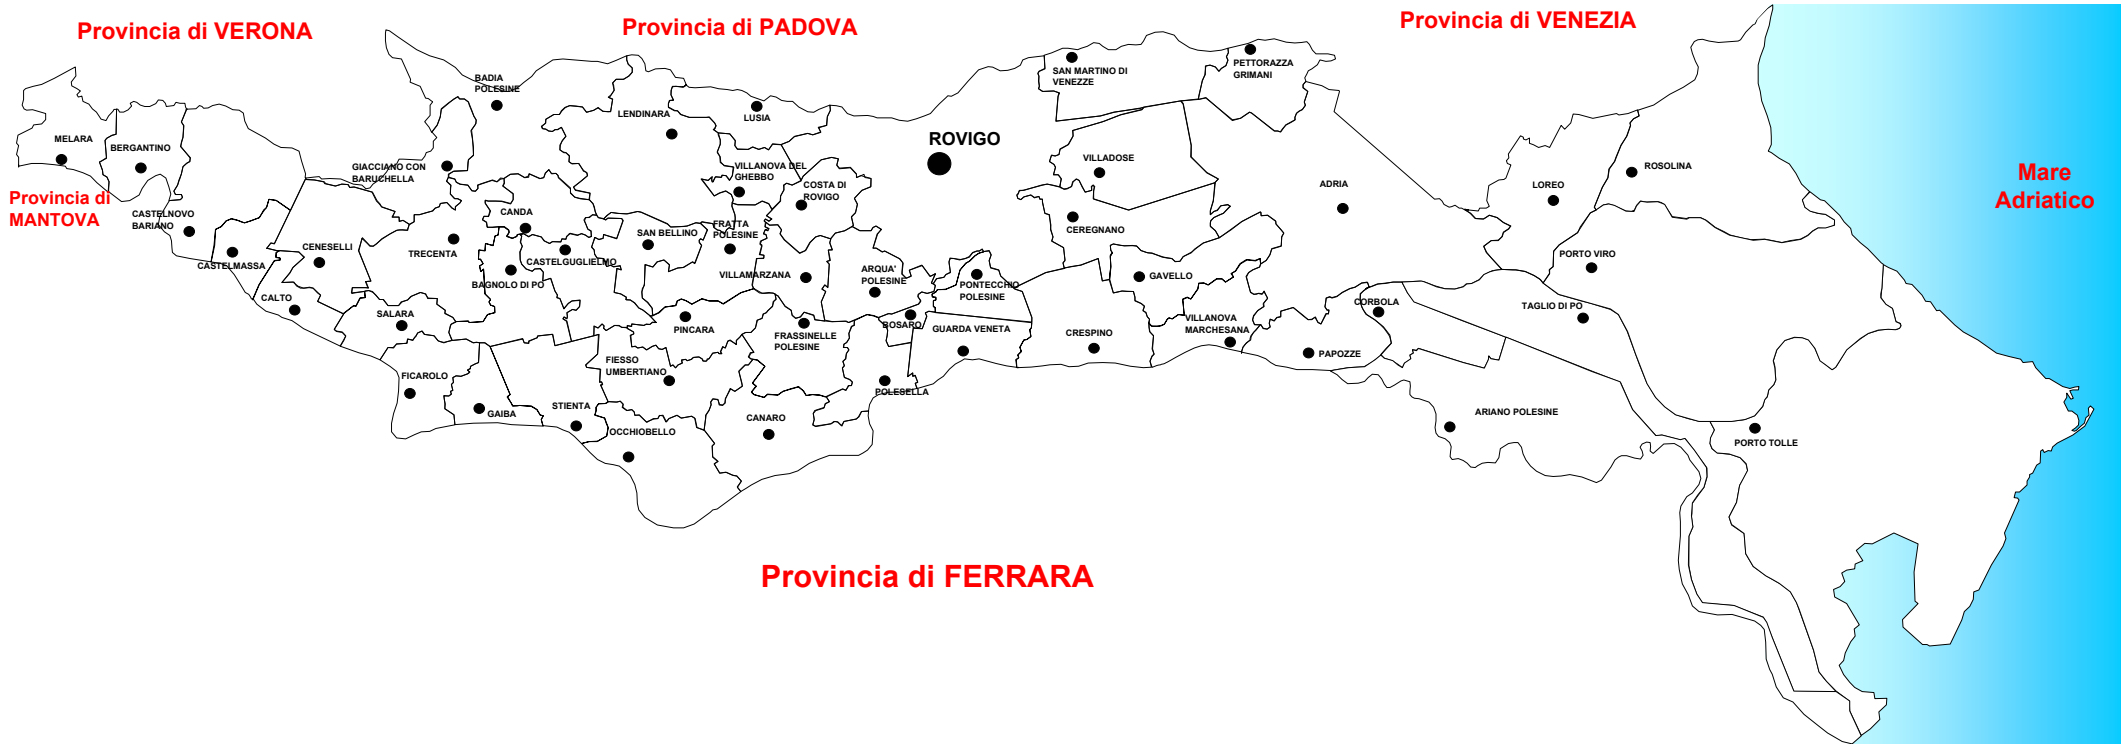 Provincia di VERONA
Provincia di PADOVA
Provincia di VENEZIA
BADIA
POLESINE
SAN MARTINO DI
VENEZZE
PETTORAZZA
GRIMANI
LENDINARA
LUSIA
MELARA
BERGANTINO
ROVIGO
GIACCIANO CON
BARUCHELLA
VILLANOVA DEL
GHEBBO
VILLADOSE
COSTA DI
ROVIGO
ADRIA
LOREO
ROSOLINA
Mare
Adriatico
Provincia di
MANTOVA
CASTELNOVO
BARIANO
CANDA
FRATTA
POLESINE
SAN BELLINO
CEREGNANO
CENESELLI
TRECENTA
CASTELGUGLIELMO
CASTELMASSA
BAGNOLO DI PO
VILLAMARZANA
ARQUA'
POLESINE
PONTECCHIO
POLESINE
GAVELLO
PORTO VIRO
CALTO
SALARA
PINCARA
FRASSINELLE
POLESINE
BOSARO
GUARDA VENETA
CRESPINO
VILLANOVA
MARCHESANA
CORBOLA
TAGLIO DI PO
PAPOZZE
FIESSO
UMBERTIANO
FICAROLO
GAIBA
STIENTA
OCCHIOBELLO
CANARO
POLESELLA
ARIANO POLESINE
PORTO TOLLE
Provincia di FERRARA